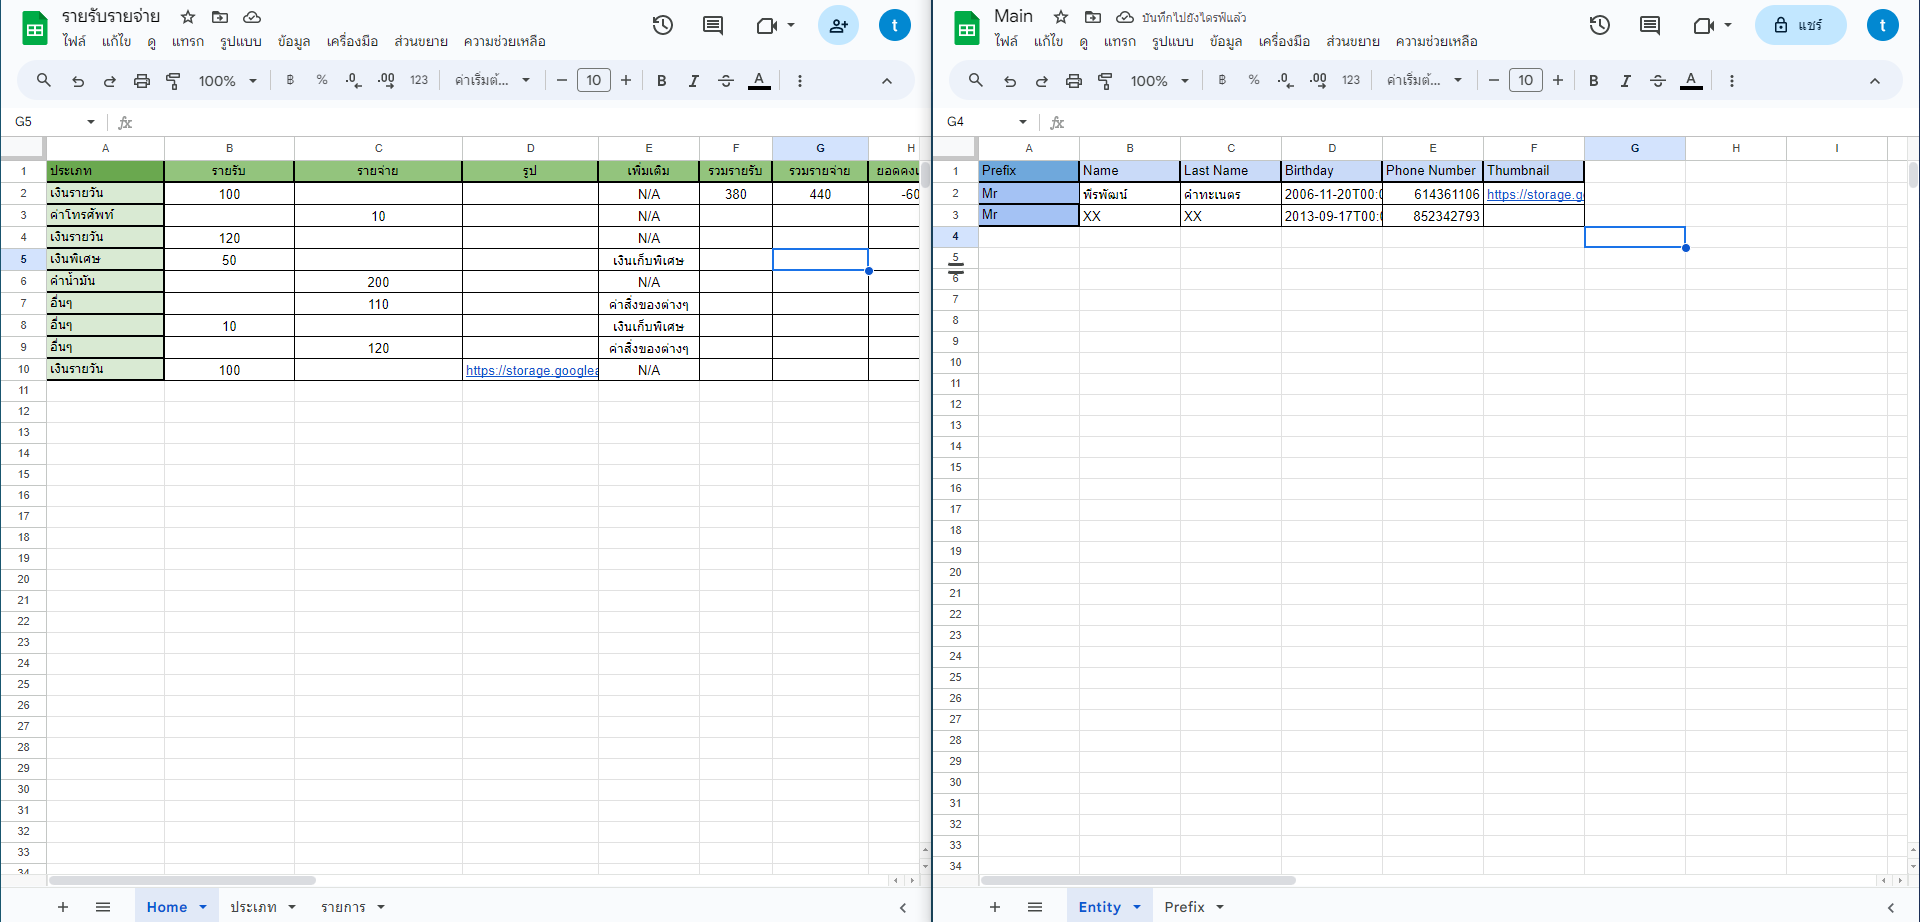 รายรับรายจ่าย
ไฟล์ แก้ไข ดู แทรก รูปแบบ ข้อมูล เครื่องมือ ส่วนขยาย ความช่วยเหลือ
t
100% ฿ % .0 .00 123 ค่าเริ่มต้... 10 B I A
G5 fx
A B C D E F G H
1 ประเภท รายรับ รายจ่าย รูป เพิ่มเติม รวมรายรับ รวมรายจ่าย
2 เงินรายวัน 100 N/A 380 440 -60
3 ค่าโทรศัพท์ 10 N/A
4 เงินรายวัน 120 N/A
5 เงินพิเศษ 50 เงินเก็บพิเศษ
6 ค่าน้ำมัน 200 N/A
7 อื่นๆ 110 ค่าสิ่งของต่างๆ
8 อื่นๆ 10 เงินเก็บพิเศษ
9 อื่นๆ 120 ค่าสิ่งของต่างๆ
10 เงินรายวัน 100 https://storage.googlea N/A
11
12
13
14
15
16
17
18
19
20
21
22
23
24
25
26
27
28
29
30
31
32
33
34
Home ประเภท รายการ
Main บันทึกไปยังไดรฟ์แล้ว
ไฟล์ แก้ไข ดู แทรก รูปแบบ ข้อมูล เครื่องมือ ส่วนขยาย ความช่วยเหลือ
แชร์ t
100% ฿ % .0 .00 123 ค่าเริ่มต้... 10 B I A
G4 fx
A B C D E F G H I
1 Prefix Name Last Name Birthday Phone Number Thumbnail
2 Mr พีรพัฒน์ คำทะเนตร 2006-11-20T00:0 614361106 https://storage.g
3 Mr XX XX 2013-09-17T00:0 852342793
4
5
6
7
8
9
10
11
12
13
14
15
16
17
18
19
20
21
22
23
24
25
26
27
28
29
30
31
32
33
34
Entity Prefix